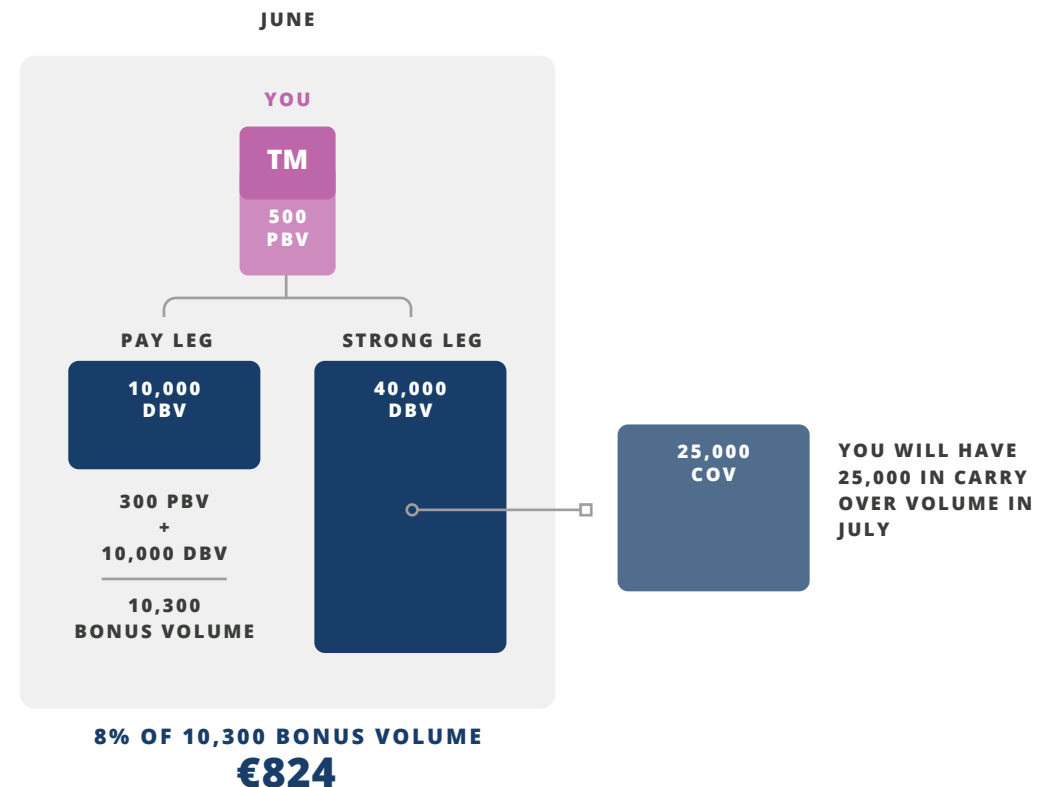 JUNE
YOU
TM
500
PBV
PAY LEG
STRONG LEG
10,000
DBV
40,000
DBV
300 PBV
+
10,000 DBV
10,300
BONUS VOLUME
25,000
COV
YOU WILL HAVE
25,000 IN CARRY
OVER VOLUME IN
JULY
8% OF 10,300 BONUS VOLUME
€824